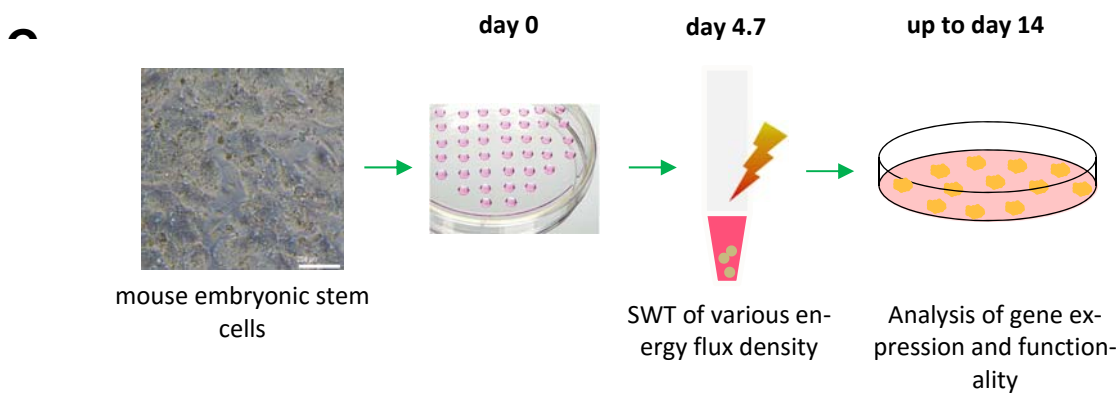 day 0
day 4.7
up to day 14
mouse embryonic stem
cells
SWT of various en-
ergy flux density
Analysis of gene ex-
pression and function-
ality